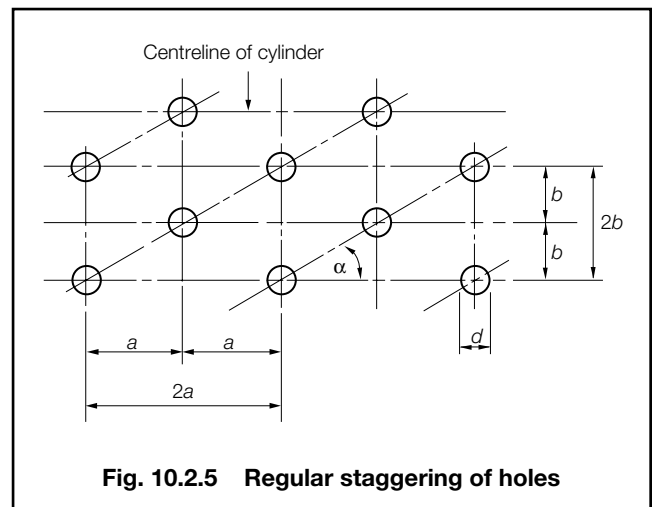 Centreline of cylinder
b
2b
b
α
a
a
d
2a
Fig. 10.2.5 Regular staggering of holes